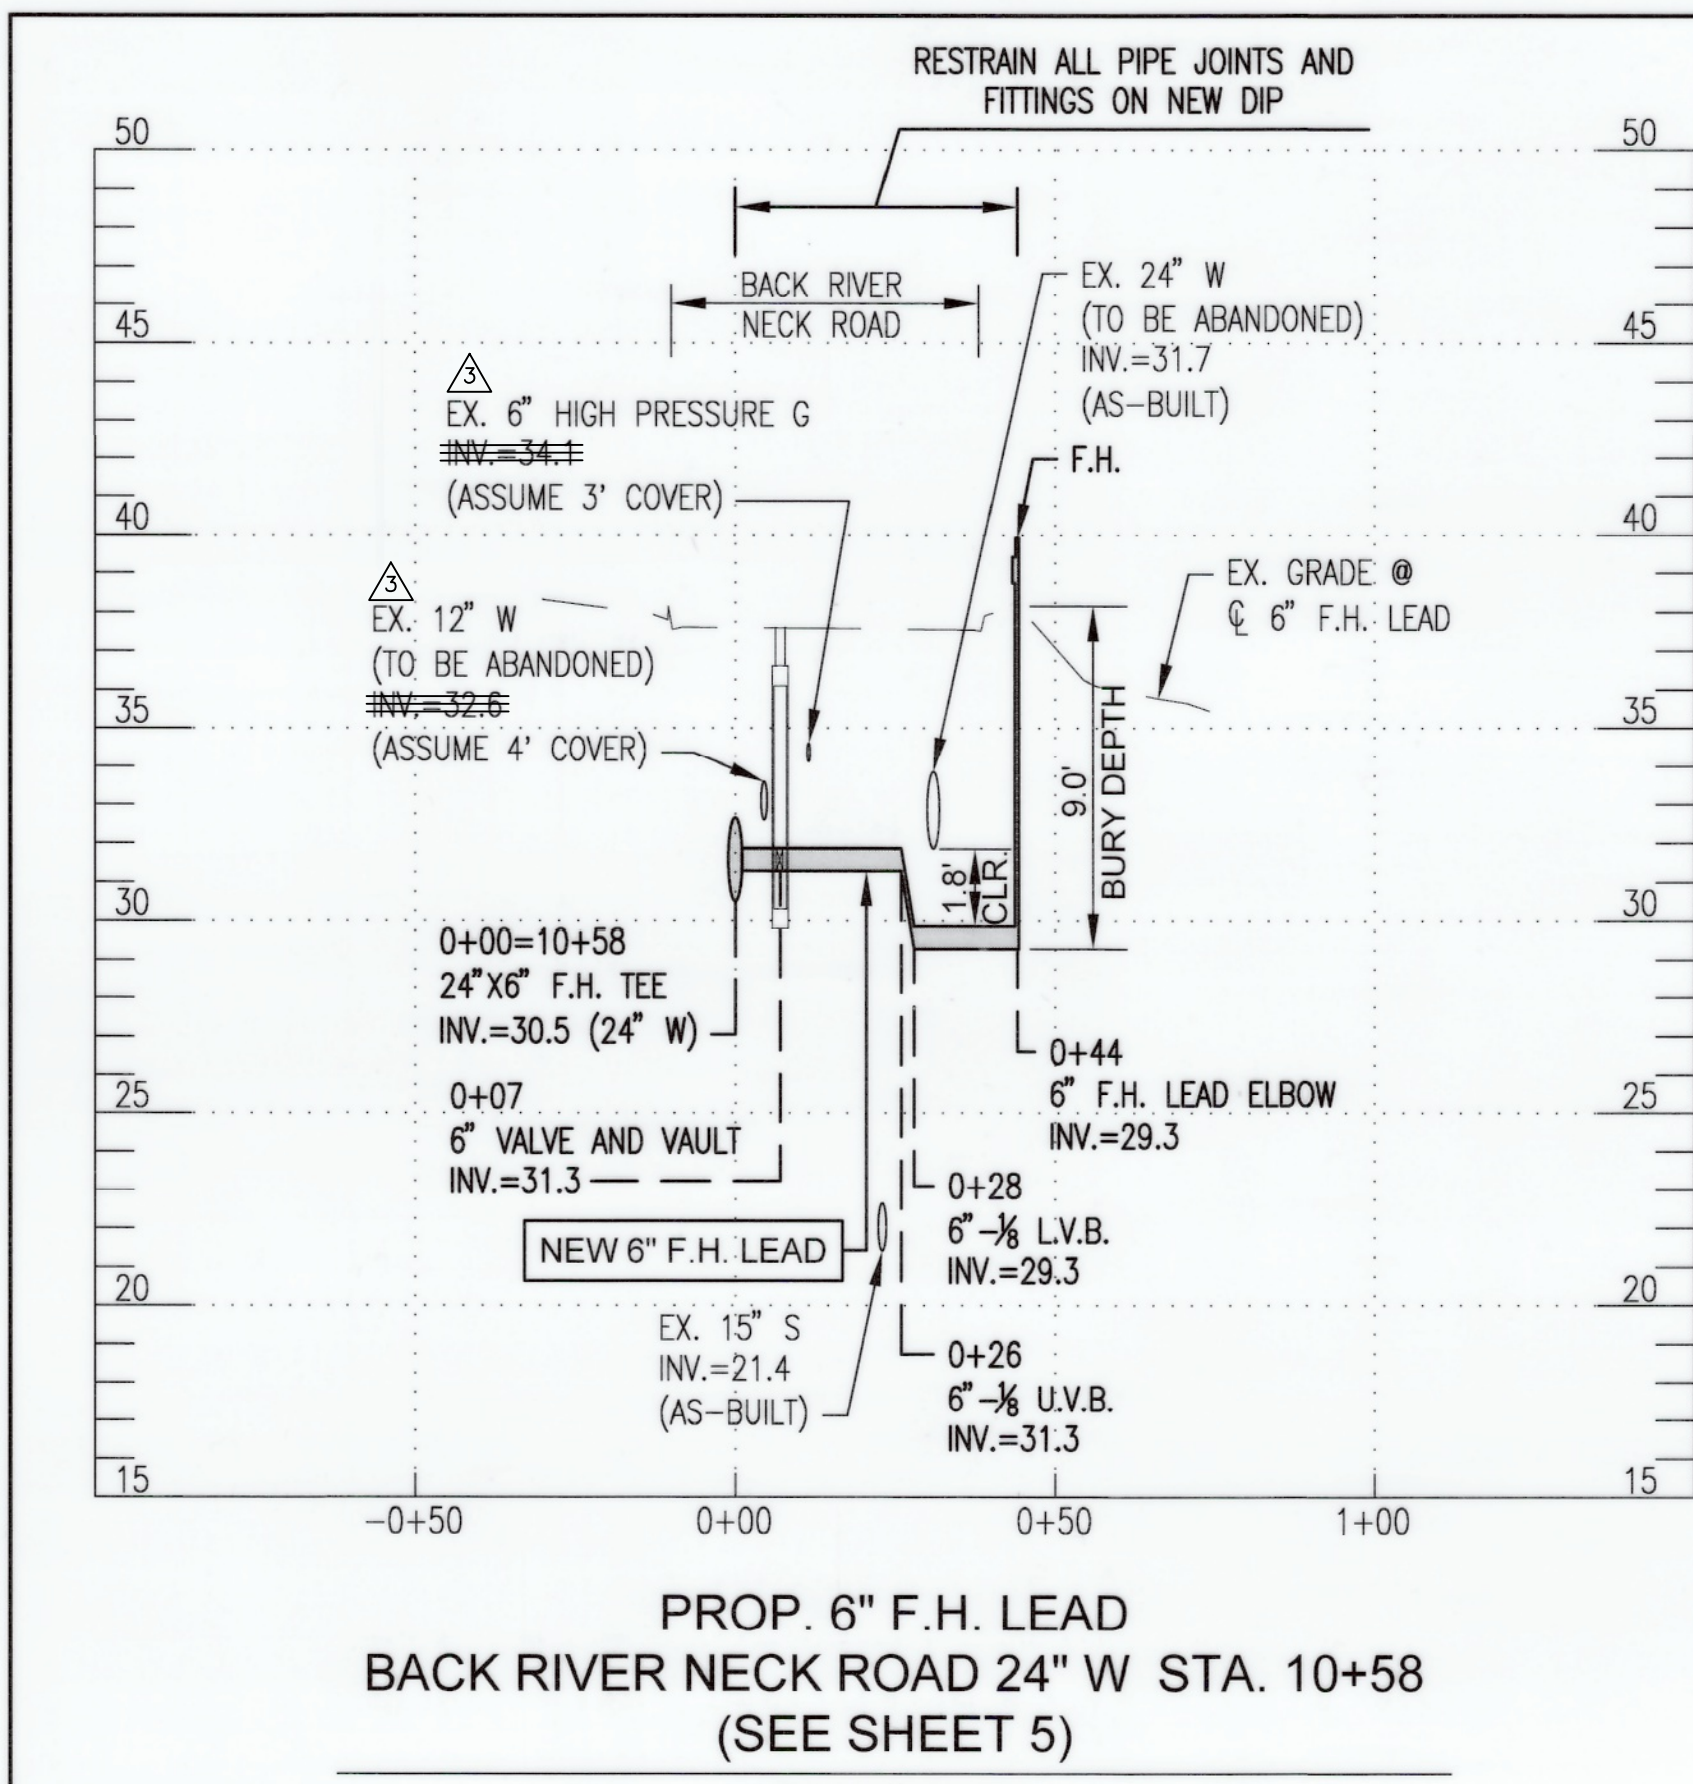 RESTRAIN ALL PIPE JOINTS AND
FITTINGS ON NEW DIP
50
50
BACK RIVER
NECK ROAD
EX. 24" W
(TO BE ABANDONED)
INV.=31.7
(AS-BUILT)
45
45
3
EX. 6" HIGH PRESSURE G
INV.=34.1
(ASSUME 3' COVER)
F.H.
40
40
EX. GRADE @
℄ 6" F.H. LEAD
3
EX. 12" W
(TO BE ABANDONED)
INV.=32.6
(ASSUME 4' COVER)
35
35
9.0'
BURY DEPTH
1.8'
CLR.
30
30
0+00=10+58
24"X6" F.H. TEE
INV.=30.5 (24" W)
0+07
6" VALVE AND VAULT
INV.=31.3
25
25
0+44
6" F.H. LEAD ELBOW
INV.=29.3
NEW 6" F.H. LEAD
0+28
6"-⅛ L.V.B.
INV.=29.3
20
20
EX. 15" S
INV.=21.4
(AS-BUILT)
0+26
6"-⅛ U.V.B.
INV.=31.3
15
15
-0+50
0+00
0+50
1+00
PROP. 6" F.H. LEAD
BACK RIVER NECK ROAD 24" W STA. 10+58
(SEE SHEET 5)